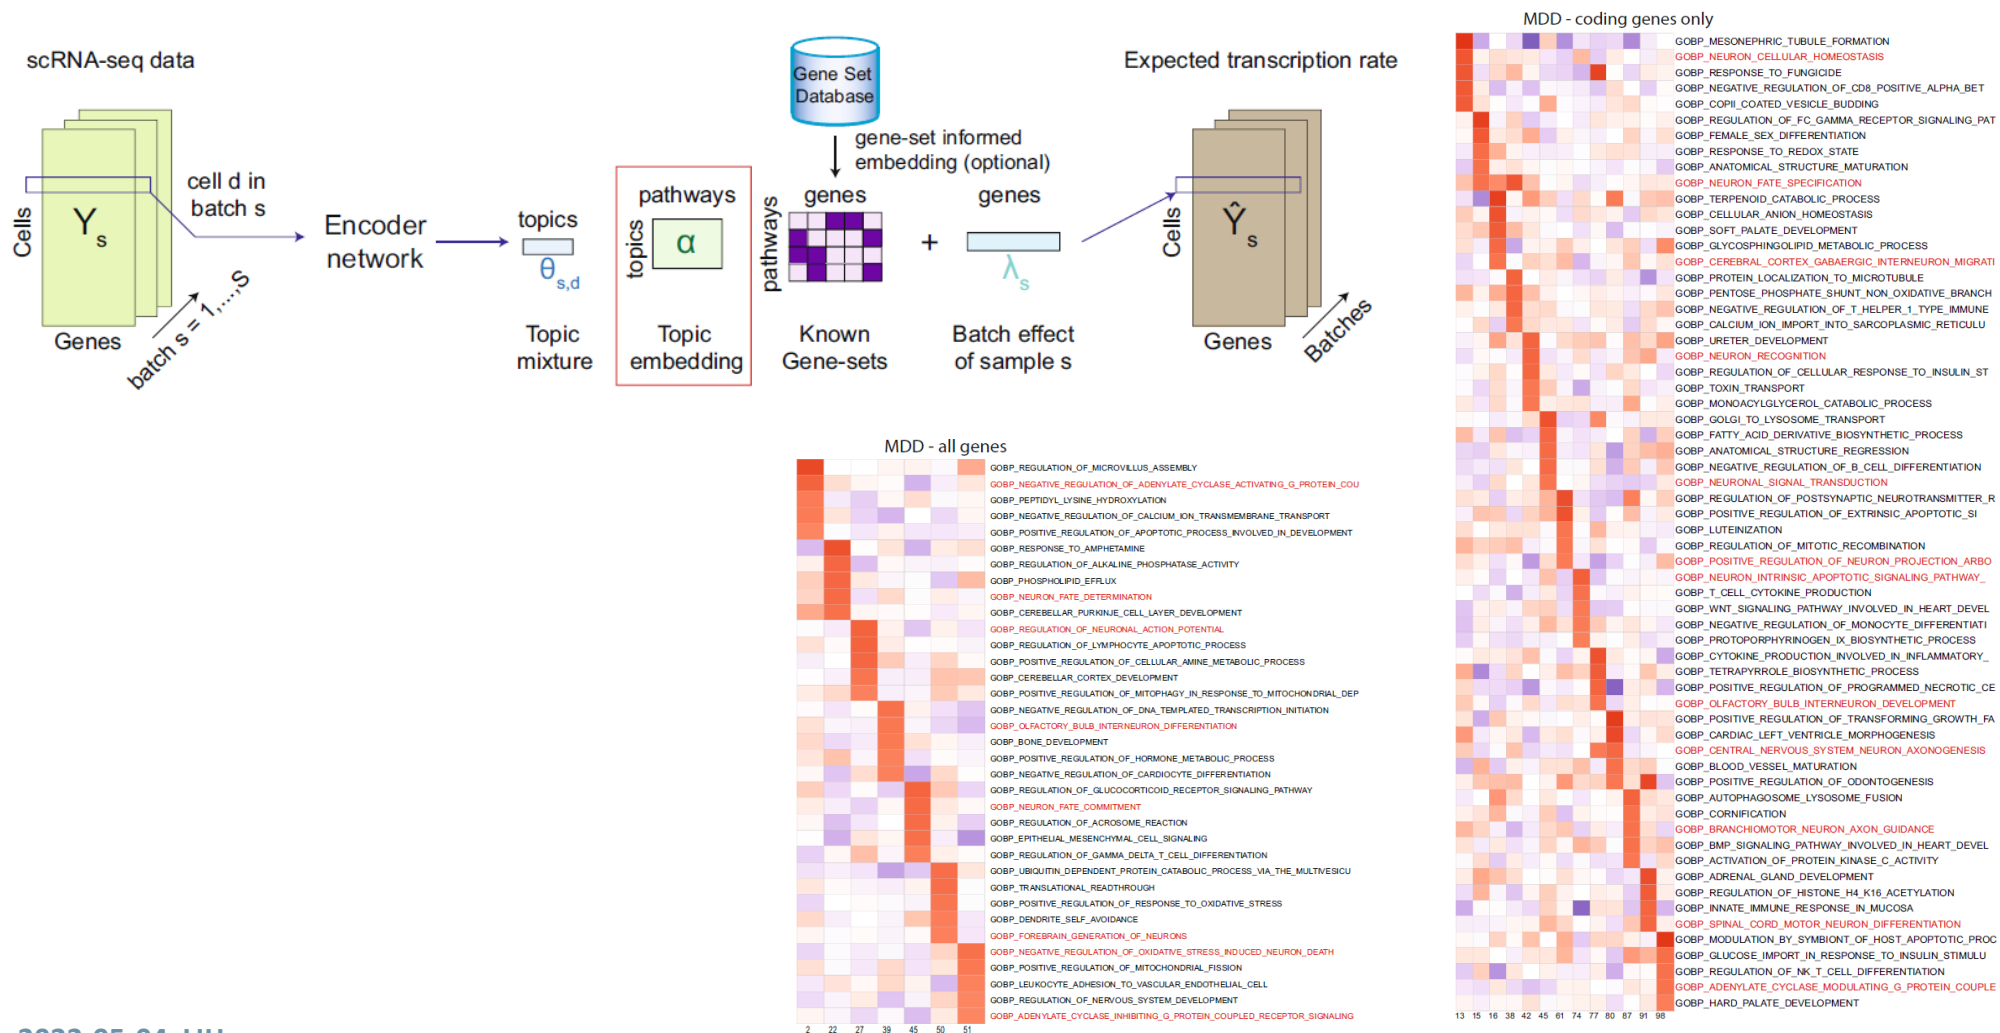 scRNA-seq data
Cells
Y
s
Genes
batch s = 1,...,S
cell d in
batch s
Encoder
network
topics
θ
s,d
Topic
mixture
pathways
topics
α
Topic
embedding
Gene Set
Database
gene-set informed
embedding (optional)
genes
pathways
Known
Gene-sets
+
genes
λ
s
Batch effect
of sample s
Expected transcription rate
Cells
Ŷ
s
Genes
Batches
MDD - all genes
GOBP_REGULATION_OF_MICROVILLUS_ASSEMBLY
GOBP_NEGATIVE_REGULATION_OF_ADENYLATE_CYCLASE_ACTIVATING_G_PROTEIN_COU
GOBP_PEPTIDYL_LYSINE_HYDROXYLATION
GOBP_NEGATIVE_REGULATION_OF_CALCIUM_ION_TRANSMEMBRANE_TRANSPORT
GOBP_POSITIVE_REGULATION_OF_APOPTOTIC_PROCESS_INVOLVED_IN_DEVELOPMENT
GOBP_RESPONSE_TO_AMPHETAMINE
GOBP_REGULATION_OF_ALKALINE_PHOSPHATASE_ACTIVITY
GOBP_PHOSPHOLIPID_EFFLUX
GOBP_NEURON_FATE_DETERMINATION
GOBP_CEREBELLAR_PURKINJE_CELL_LAYER_DEVELOPMENT
GOBP_REGULATION_OF_NEURONAL_ACTION_POTENTIAL
GOBP_REGULATION_OF_LYMPHOCYTE_APOPTOTIC_PROCESS
GOBP_POSITIVE_REGULATION_OF_CELLULAR_AMINE_METABOLIC_PROCESS
GOBP_CEREBELLAR_CORTEX_DEVELOPMENT
GOBP_POSITIVE_REGULATION_OF_MITOPHAGY_IN_RESPONSE_TO_MITOCHONDRIAL_DEP
GOBP_NEGATIVE_REGULATION_OF_DNA_TEMPLATED_TRANSCRIPTION_INITIATION
GOBP_OLFACTORY_BULB_INTERNEURON_DIFFERENTIATION
GOBP_BONE_DEVELOPMENT
GOBP_POSITIVE_REGULATION_OF_HORMONE_METABOLIC_PROCESS
GOBP_NEGATIVE_REGULATION_OF_CARDIOCYTE_DIFFERENTIATION
GOBP_REGULATION_OF_GLUCOCORTICOID_RECEPTOR_SIGNALING_PATHWAY
GOBP_NEURON_FATE_COMMITMENT
GOBP_REGULATION_OF_ACROSOME_REACTION
GOBP_EPITHELIAL_MESENCHYMAL_CELL_SIGNALING
GOBP_REGULATION_OF_GAMMA_DELTA_T_CELL_DIFFERENTIATION
GOBP_UBIQUITIN_DEPENDENT_PROTEIN_CATABOLIC_PROCESS_VIA_THE_MULTIVESICU
GOBP_TRANSLATIONAL_READTHROUGH
GOBP_POSITIVE_REGULATION_OF_RESPONSE_TO_OXIDATIVE_STRESS
GOBP_DENDRITE_SELF_AVOIDANCE
GOBP_FOREBRAIN_GENERATION_OF_NEURONS
GOBP_NEGATIVE_REGULATION_OF_OXIDATIVE_STRESS_INDUCED_NEURON_DEATH
GOBP_POSITIVE_REGULATION_OF_MITOCHONDRIAL_FISSION
GOBP_LEUKOCYTE_ADHESION_TO_VASCULAR_ENDOTHELIAL_CELL
GOBP_REGULATION_OF_NERVOUS_SYSTEM_DEVELOPMENT
GOBP_ADENYLATE_CYCLASE_INHIBITING_G_PROTEIN_COUPLED_RECEPTOR_SIGNALING
2 22 27 39 45 50 51
MDD - coding genes only
GOBP_MESONEPHRIC_TUBULE_FORMATION
GOBP_NEURON_CELLULAR_HOMEOSTASIS
GOBP_RESPONSE_TO_FUNGICIDE
GOBP_NEGATIVE_REGULATION_OF_CD8_POSITIVE_ALPHA_BET
GOBP_COPII_COATED_VESICLE_BUDDING
GOBP_REGULATION_OF_FC_GAMMA_RECEPTOR_SIGNALING_PAT
GOBP_FEMALE_SEX_DIFFERENTIATION
GOBP_RESPONSE_TO_REDOX_STATE
GOBP_ANATOMICAL_STRUCTURE_MATURATION
GOBP_NEURON_FATE_SPECIFICATION
GOBP_TERPENOID_CATABOLIC_PROCESS
GOBP_CELLULAR_ANION_HOMEOSTASIS
GOBP_SOFT_PALATE_DEVELOPMENT
GOBP_GLYCOSPHINGOLIPID_METABOLIC_PROCESS
GOBP_CEREBRAL_CORTEX_GABAERGIC_INTERNEURON_MIGRATI
GOBP_PROTEIN_LOCALIZATION_TO_MICROTUBULE
GOBP_PENTOSE_PHOSPHATE_SHUNT_NON_OXIDATIVE_BRANCH
GOBP_NEGATIVE_REGULATION_OF_T_HELPER_1_TYPE_IMMUNE
GOBP_CALCIUM_ION_IMPORT_INTO_SARCOPLASMIC_RETICULU
GOBP_URETER_DEVELOPMENT
GOBP_NEURON_RECOGNITION
GOBP_REGULATION_OF_CELLULAR_RESPONSE_TO_INSULIN_ST
GOBP_TOXIN_TRANSPORT
GOBP_MONOACYLGLYCEROL_CATABOLIC_PROCESS
GOBP_GOLGI_TO_LYSOSOME_TRANSPORT
GOBP_FATTY_ACID_DERIVATIVE_BIOSYNTHETIC_PROCESS
GOBP_ANATOMICAL_STRUCTURE_REGRESSION
GOBP_NEGATIVE_REGULATION_OF_B_CELL_DIFFERENTIATION
GOBP_NEURONAL_SIGNAL_TRANSDUCTION
GOBP_REGULATION_OF_POSTSYNAPTIC_NEUROTRANSMITTER_R
GOBP_POSITIVE_REGULATION_OF_EXTRINSIC_APOPTOTIC_SI
GOBP_LUTEINIZATION
GOBP_REGULATION_OF_MITOTIC_RECOMBINATION
GOBP_POSITIVE_REGULATION_OF_NEURON_PROJECTION_ARBO
GOBP_NEURON_INTRINSIC_APOPTOTIC_SIGNALING_PATHWAY_
GOBP_T_CELL_CYTOKINE_PRODUCTION
GOBP_WNT_SIGNALING_PATHWAY_INVOLVED_IN_HEART_DEVEL
GOBP_NEGATIVE_REGULATION_OF_MONOCYTE_DIFFERENTIATI
GOBP_PROTOPORPHYRINOGEN_IX_BIOSYNTHETIC_PROCESS
GOBP_CYTOKINE_PRODUCTION_INVOLVED_IN_INFLAMMATORY_
GOBP_TETRAPYRROLE_BIOSYNTHETIC_PROCESS
GOBP_POSITIVE_REGULATION_OF_PROGRAMMED_NECROTIC_CE
GOBP_OLFACTORY_BULB_INTERNEURON_DEVELOPMENT
GOBP_POSITIVE_REGULATION_OF_TRANSFORMING_GROWTH_FA
GOBP_CARDIAC_LEFT_VENTRICLE_MORPHOGENESIS
GOBP_CENTRAL_NERVOUS_SYSTEM_NEURON_AXONOGENESIS
GOBP_BLOOD_VESSEL_MATURATION
GOBP_POSITIVE_REGULATION_OF_ODONTOGENESIS
GOBP_AUTOPHAGOSOME_LYSOSOME_FUSION
GOBP_CORNIFICATION
GOBP_BRANCHIOMOTOR_NEURON_AXON_GUIDANCE
GOBP_BMP_SIGNALING_PATHWAY_INVOLVED_IN_HEART_DEVEL
GOBP_ACTIVATION_OF_PROTEIN_KINASE_C_ACTIVITY
GOBP_ADRENAL_GLAND_DEVELOPMENT
GOBP_REGULATION_OF_HISTONE_H4_K16_ACETYLATION
GOBP_INNATE_IMMUNE_RESPONSE_IN_MUCOSA
GOBP_SPINAL_CORD_MOTOR_NEURON_DIFFERENTIATION
GOBP_MODULATION_BY_SYMBIONT_OF_HOST_APOPTOTIC_PROC
GOBP_GLUCOSE_IMPORT_IN_RESPONSE_TO_INSULIN_STIMULU
GOBP_REGULATION_OF_NK_T_CELL_DIFFERENTIATION
GOBP_ADENYLATE_CYCLASE_MODULATING_G_PROTEIN_COUPLE
GOBP_HARD_PALATE_DEVELOPMENT
13 15 16 38 42 45 61 74 77 80 87 91 98